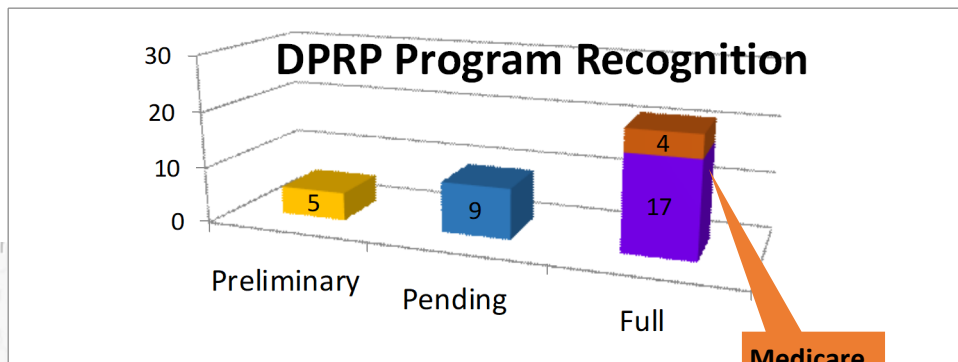 DPRP Program Recognition
30
20
10
0
5
9
4
17
Preliminary
Pending
Full
Medicare